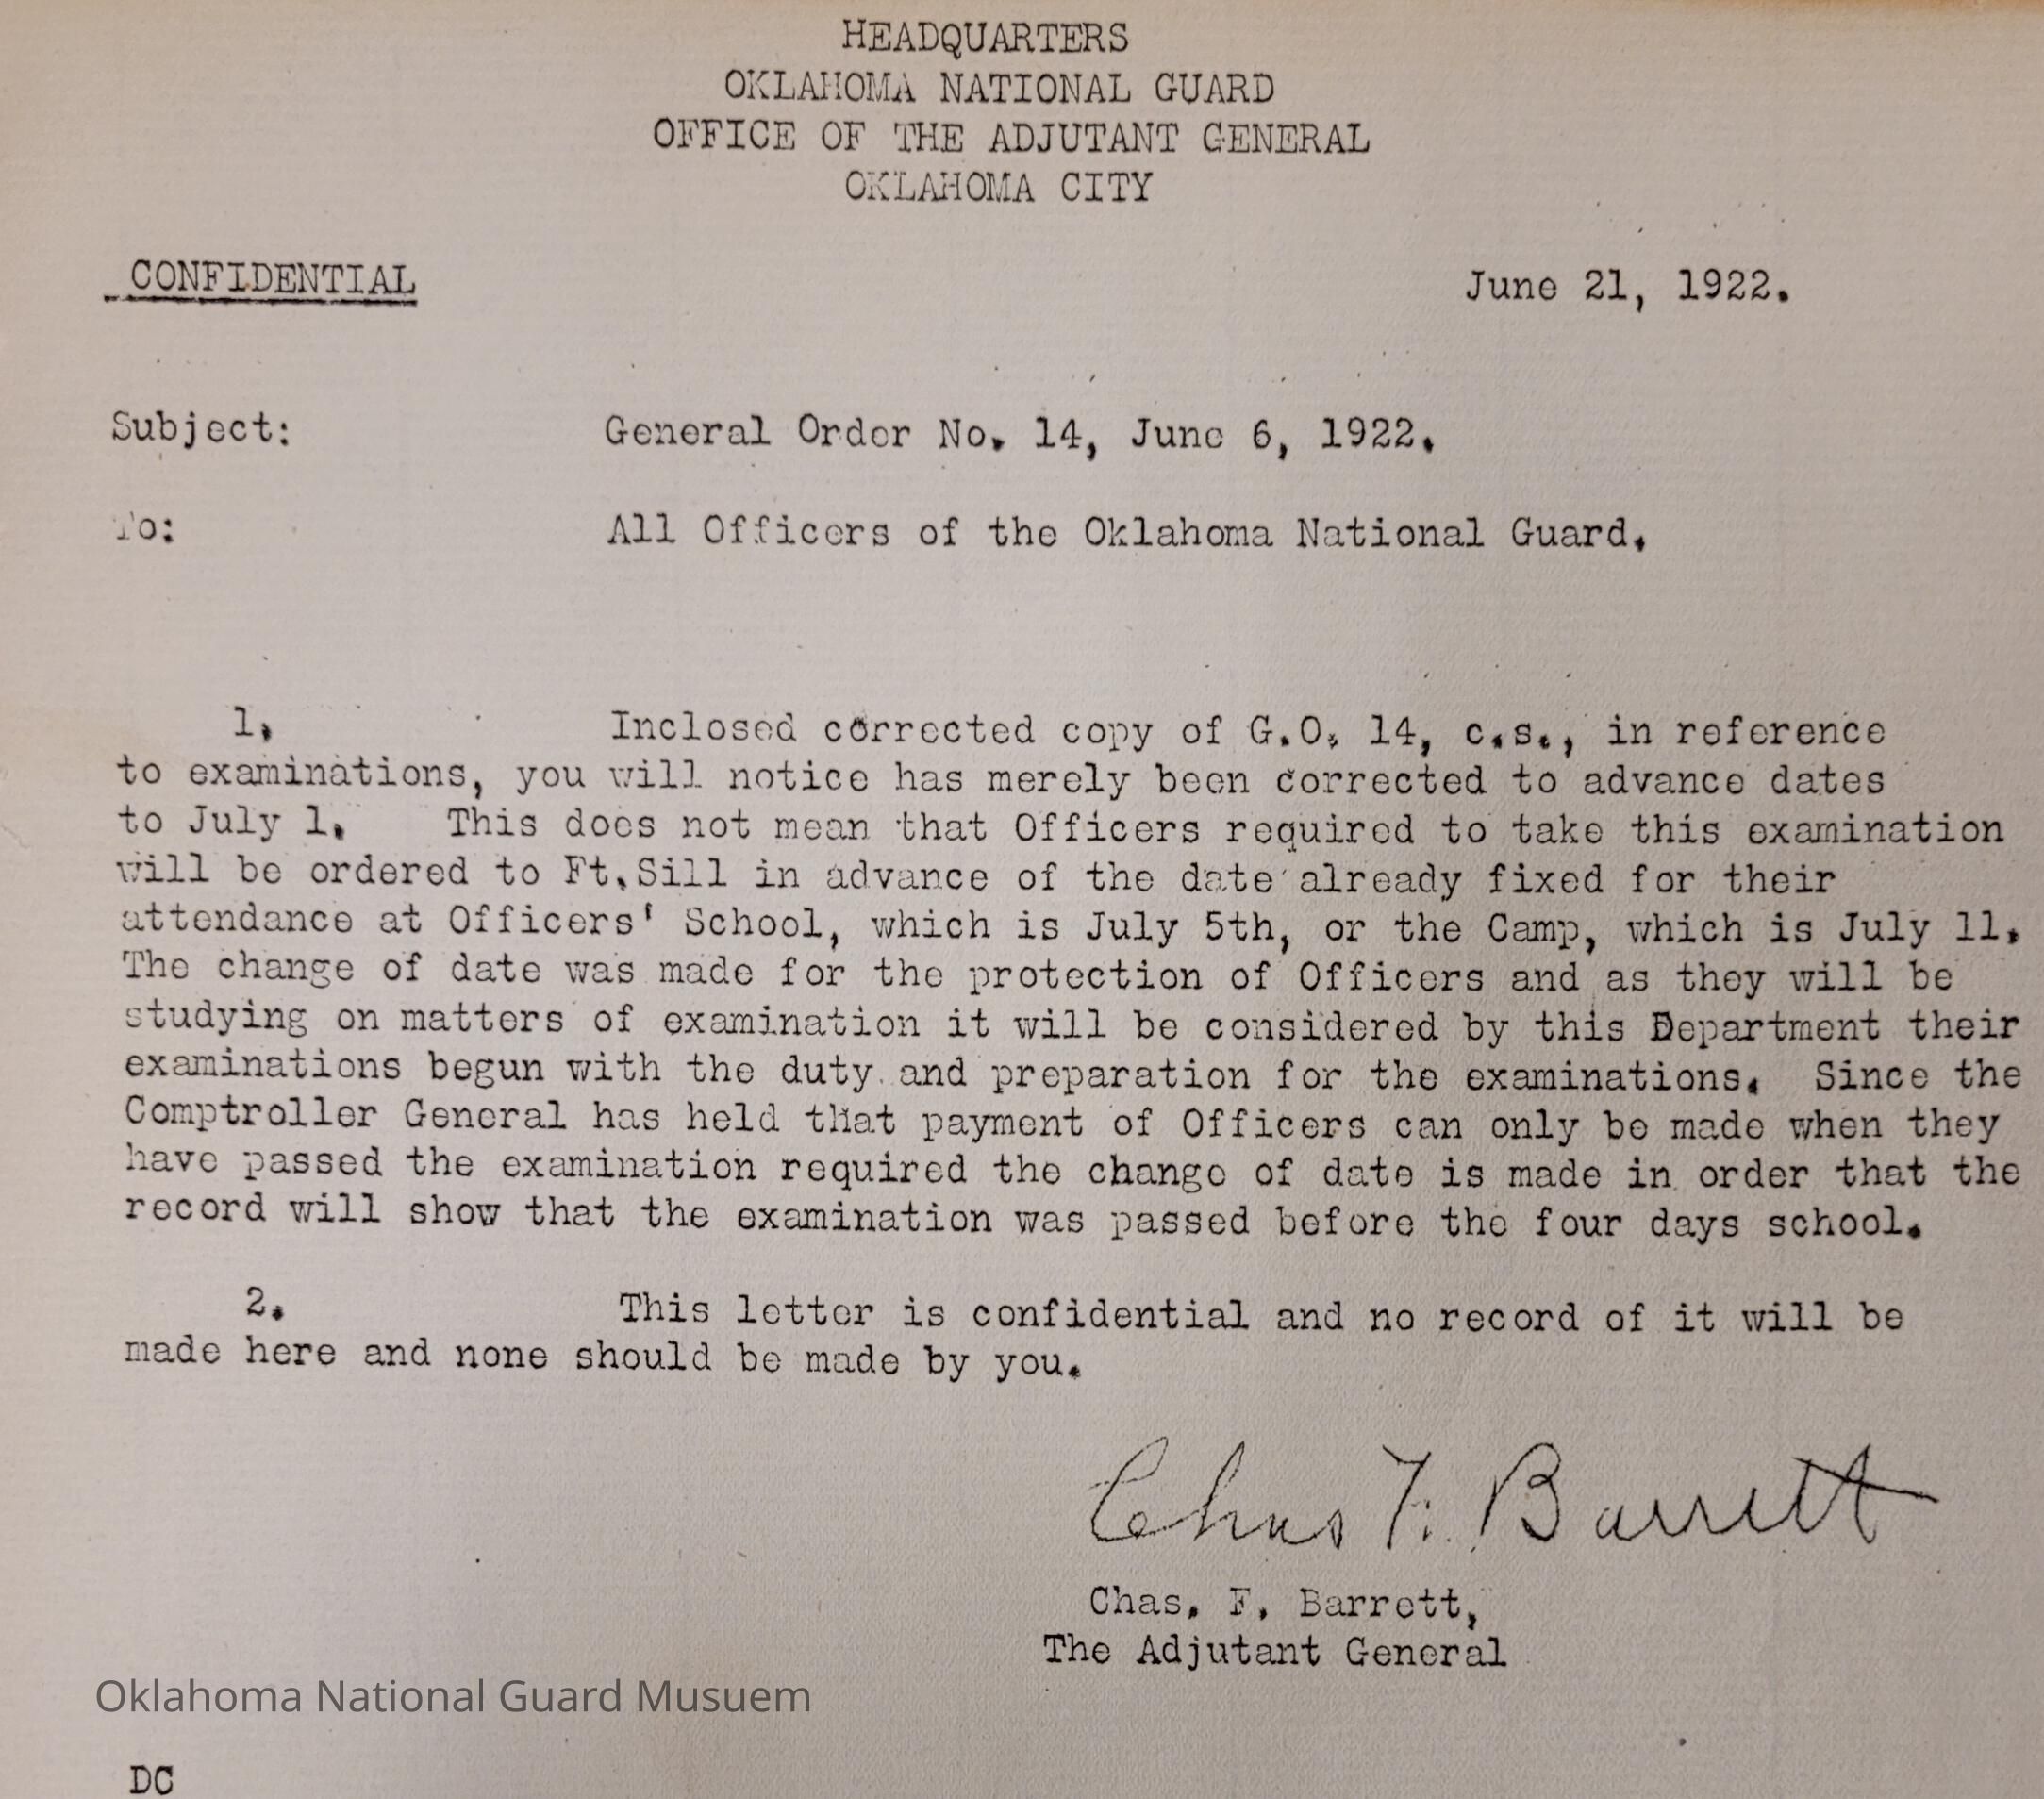 HEADQUARTERS
OKLAHOMA NATIONAL GUARD
OFFICE OF THE ADJUTANT GENERAL
OKLAHOMA CITY
CONFIDENTIAL
June 21, 1922.
Subject: General Order No. 14, June 6, 1922.
To: All Officers of the Oklahoma National Guard.
1. Inclosed corrected copy of G.O. 14, c.s., in reference
to examinations, you will notice has merely been corrected to advance dates
to July 1. This does not mean that Officers required to take this examination
will be ordered to Ft.Sill in advance of the date already fixed for their
attendance at Officers' School, which is July 5th, or the Camp, which is July 11.
The change of date was made for the protection of Officers and as they will be
studying on matters of examination it will be considered by this Department their
examinations begun with the duty and preparation for the examinations. Since the
Comptroller General has held that payment of Officers can only be made when they
have passed the examination required the change of date is made in order that the
record will show that the examination was passed before the four days school.
2. This letter is confidential and no record of it will be
made here and none should be made by you.
Chas F. Barrett
Chas. F. Barrett,
The Adjutant General
Oklahoma National Guard Musuem
DC